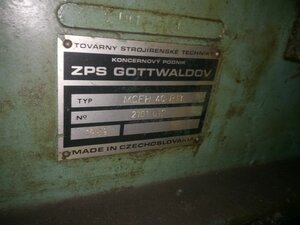 TOVÁRNY STROJÍRENSKÉ TECHNIKY
KONCERNOVÝ PODNIK
ZPS GOTTWALDOV
TYP
Nº
MADE IN CZECHOSLOVAKIA